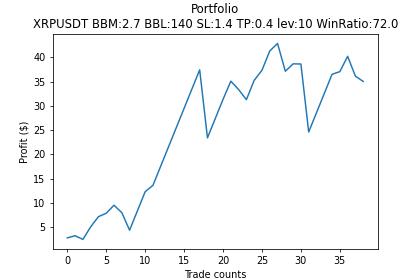 Portfolio
XRPUSDT BBM:2.7 BBL:140 SL:1.4 TP:0.4 lev:10 WinRatio:72.0
40
35
30
25
20
15
10
5
Profit ($)
0 5 10 15 20 25 30 35
Trade counts